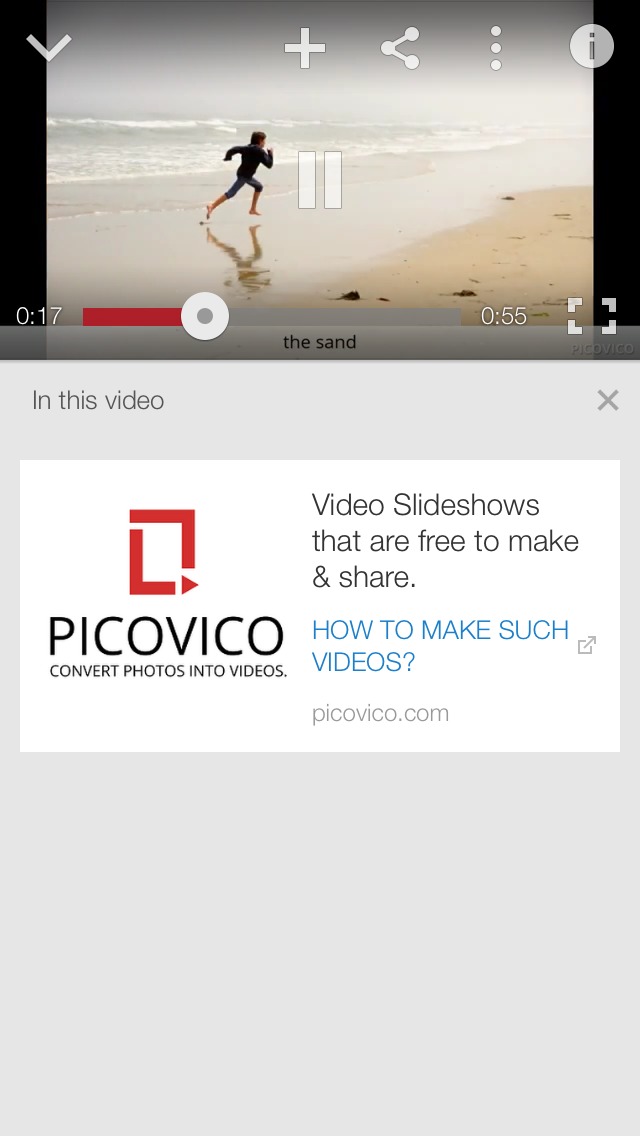 0:17
0:55
the sand
PICOVICO
In this video
Video Slideshows
that are free to make
& share.
PICOVICO
CONVERT PHOTOS INTO VIDEOS.
HOW TO MAKE SUCH
VIDEOS?
picovico.com